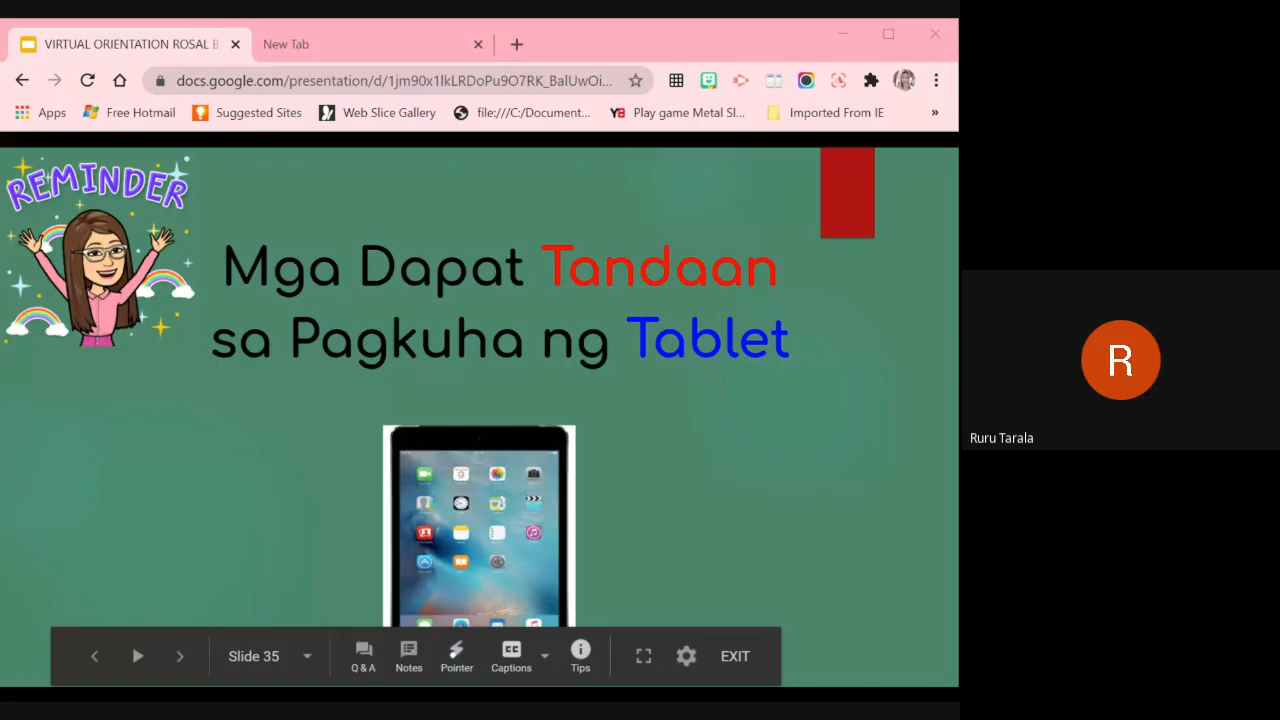 VIRTUAL ORIENTATION ROSAL B
New Tab
docs.google.com/presentation/d/1jm90x1lkLRDoPu9O7RK_BalUwOi...
Apps
Free Hotmail
Suggested Sites
Web Slice Gallery
file:///C:/Document...
Y8 Play game Metal Sl...
Imported From IE
»
REMINDER
Mga Dapat Tandaan
sa Pagkuha ng Tablet
R
Ruru Tarala
Slide 35
Q & A
Notes
Pointer
CC
Captions
Tips
EXIT